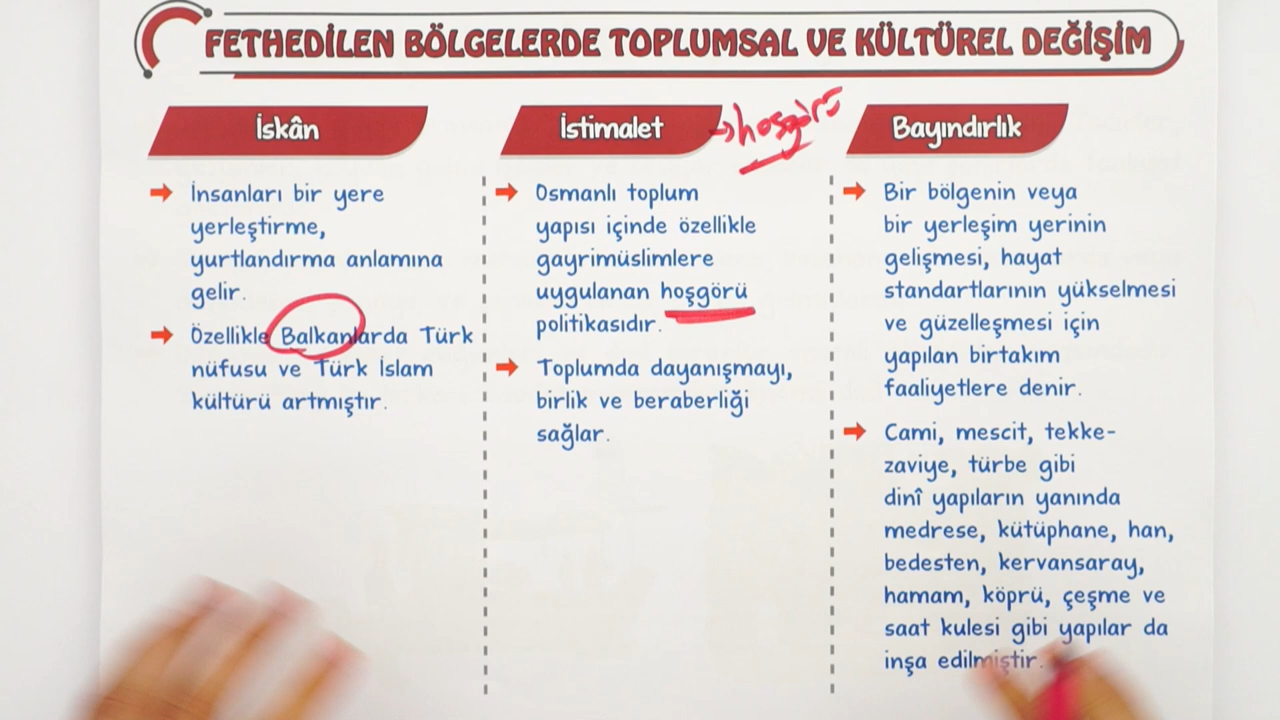 FETHEDİLEN BÖLGELERDE TOPLUMSAL VE KÜLTÜREL DEĞİŞİM
İskân
İnsanları bir yere
yerleştirme,
yurtlandırma anlamına
gelir.
Özellikle Balkanlarda Türk
nüfusu ve Türk İslam
kültürü artmıştır.
İstimalet
hoşgörü
Osmanlı toplum
yapısı içinde özellikle
gayrimüslimlere
uygulanan hoşgörü
politikasıdır.
Toplumda dayanışmayı,
birlik ve beraberliği
sağlar.
Bayındırlık
Bir bölgenin veya
bir yerleşim yerinin
gelişmesi, hayat
standartlarının yükselmesi
ve güzelleşmesi için
yapılan birtakım
faaliyetlere denir.
Cami, mescit, tekke-
zaviye, türbe gibi
dinî yapıların yanında
medrese, kütüphane, han,
bedesten, kervansaray,
hamam, köprü, çeşme ve
saat kulesi gibi yapılar da
inşa edilmiştir.